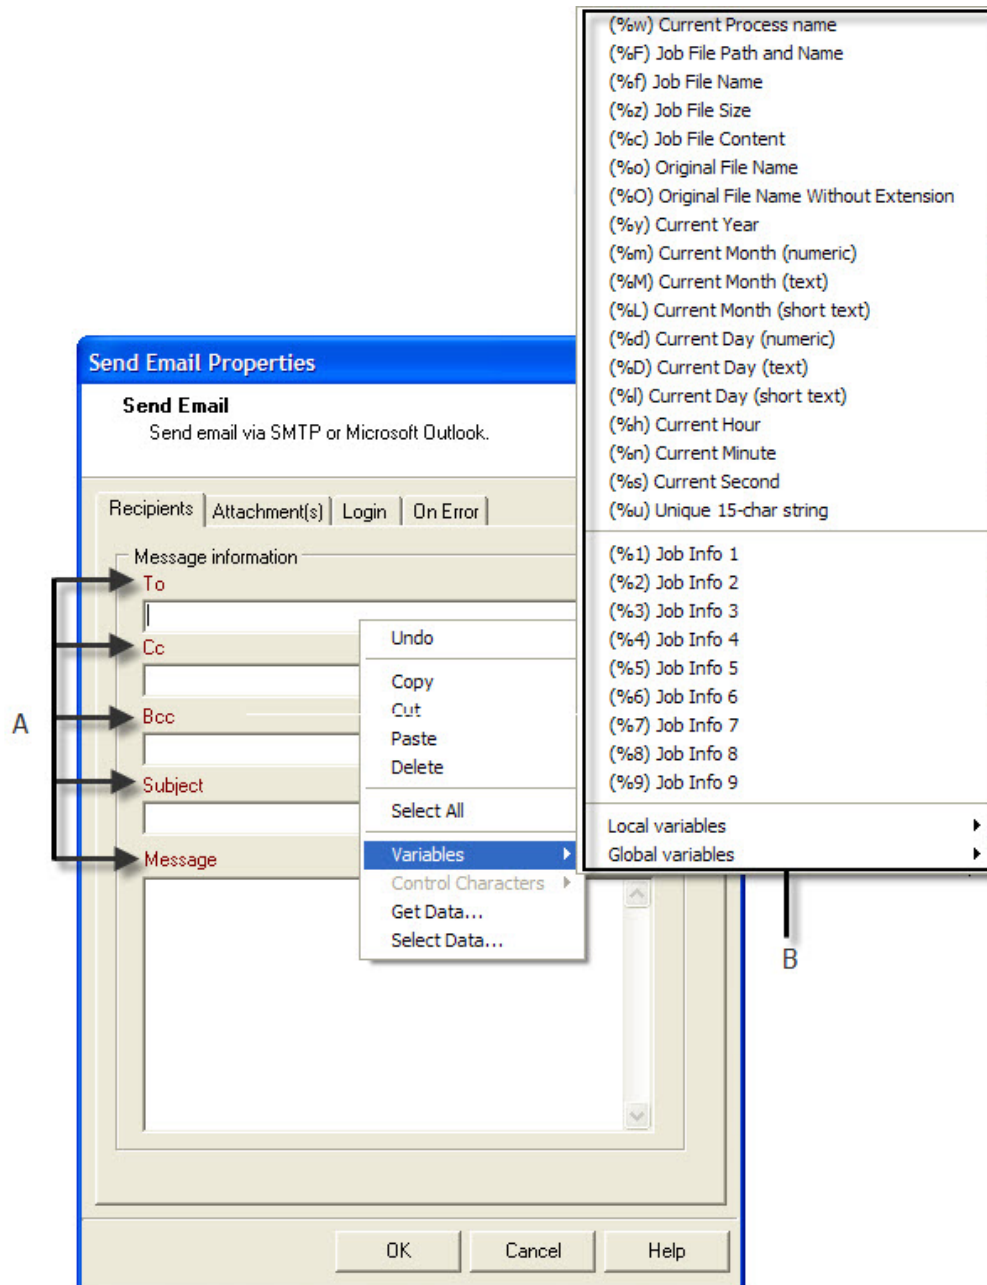 (%w) Current Process name
(%F) Job File Path and Name
(%f) Job File Name
(%z) Job File Size
(%c) Job File Content
(%o) Original File Name
(%O) Original File Name Without Extension
(%y) Current Year
(%m) Current Month (numeric)
(%M) Current Month (text)
(%L) Current Month (short text)
(%d) Current Day (numeric)
(%D) Current Day (text)
(%l) Current Day (short text)
(%h) Current Hour
(%n) Current Minute
(%s) Current Second
(%u) Unique 15-char string
(%1) Job Info 1
(%2) Job Info 2
(%3) Job Info 3
(%4) Job Info 4
(%5) Job Info 5
(%6) Job Info 6
(%7) Job Info 7
(%8) Job Info 8
(%9) Job Info 9
Local variables
Global variables
B
Send Email Properties
Send Email
Send email via SMTP or Microsoft Outlook.
Recipients Attachment(s) Login On Error
Message information
To
Cc
Bcc
Subject
Message
A
Undo
Copy
Cut
Paste
Delete
Select All
Variables
Control Characters
Get Data...
Select Data...
OK Cancel Help